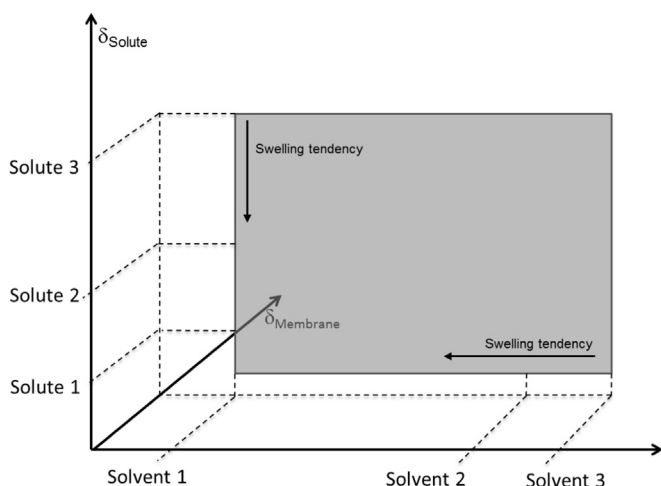 δSolute
Swelling tendency
Solute 3
Solute 2
δMembrane
Swelling tendency
Solute 1
Solvent 1
Solvent 2
Solvent 3